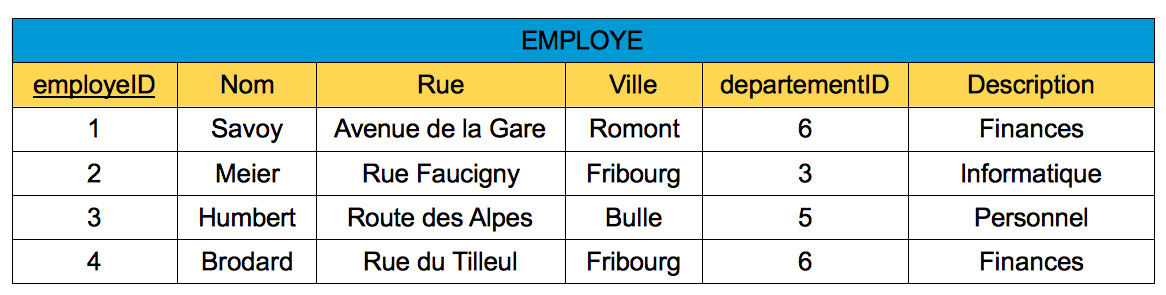 EMPLOYE
employeID Nom Rue Ville departementID Description
1 Savoy Avenue de la Gare Romont 6 Finances
2 Meier Rue Faucigny Fribourg 3 Informatique
3 Humbert Route des Alpes Bulle 5 Personnel
4 Brodard Rue du Tilleul Fribourg 6 Finances